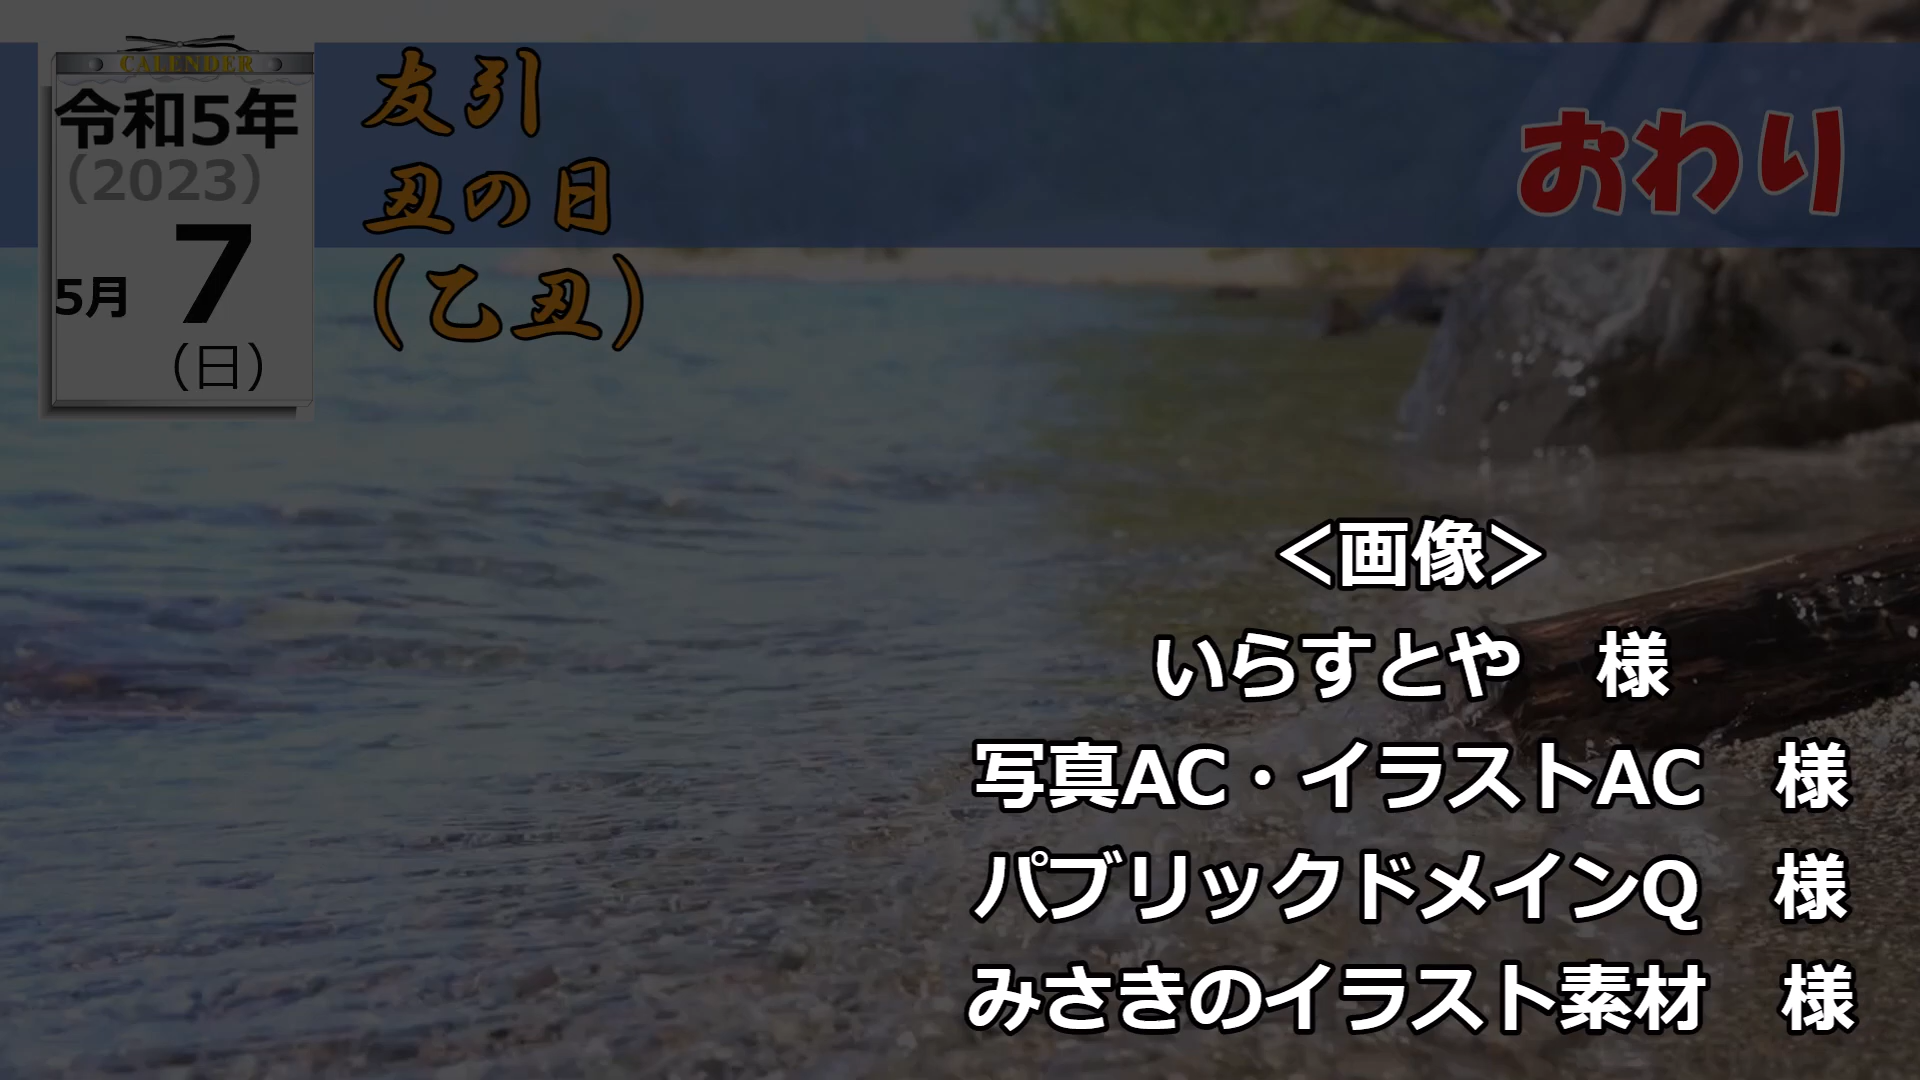 CALENDER
令和5年
（2023）
5月 7
（日）
友引
丑の日
（乙丑）
おわり
＜画像＞
いらすとや　様
写真AC・イラストAC　様
パブリックドメインQ　様
みさきのイラスト素材　様